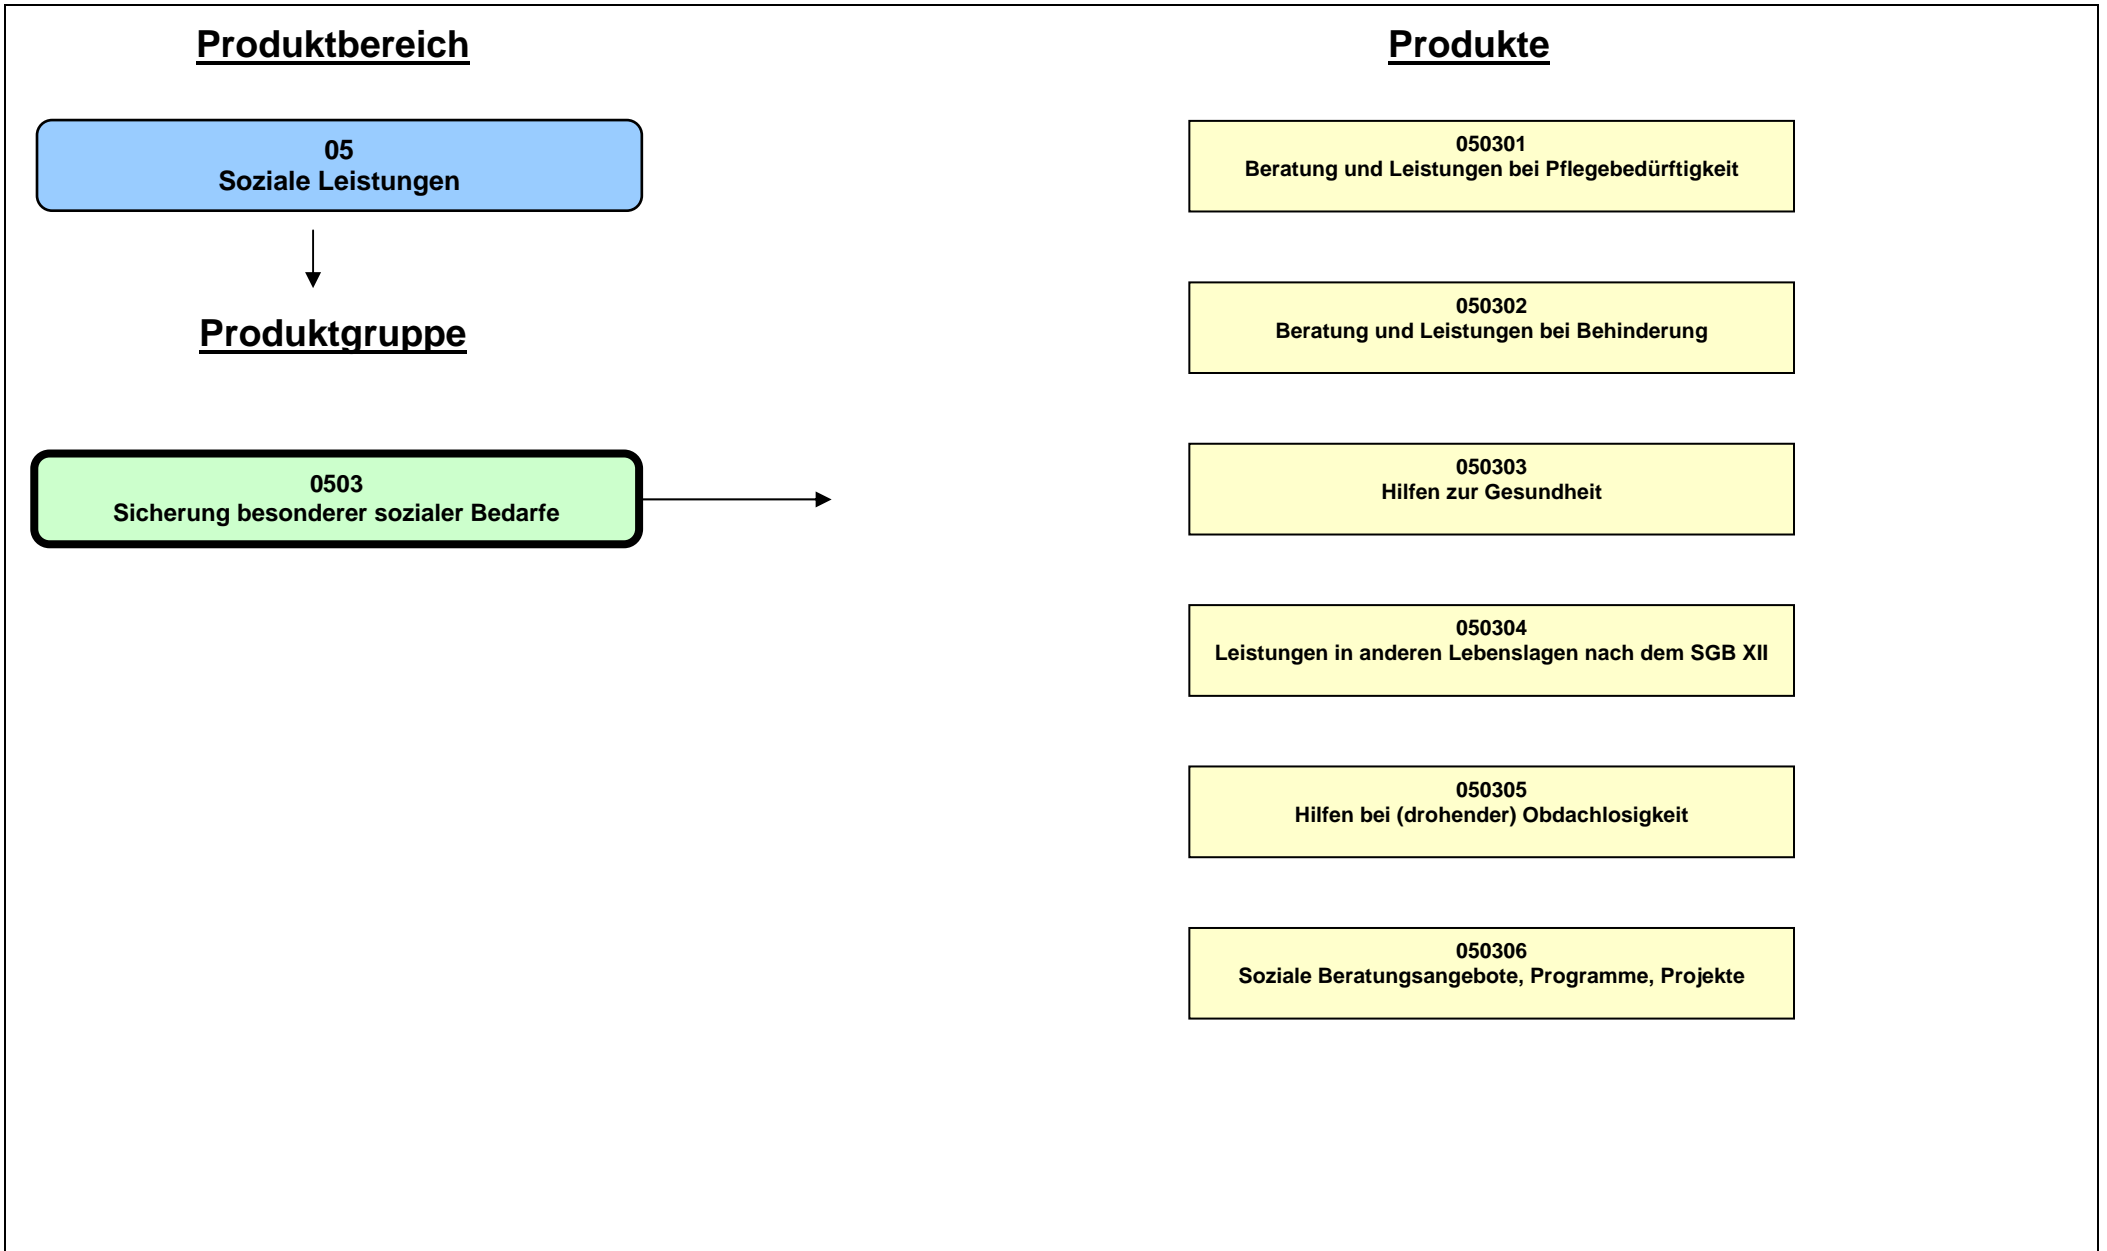 Produktbereich
05
Soziale Leistungen
Produktgruppe
0503
Sicherung besonderer sozialer Bedarfe
Produkte
050301
Beratung und Leistungen bei Pflegebedürftigkeit
050302
Beratung und Leistungen bei Behinderung
050303
Hilfen zur Gesundheit
050304
Leistungen in anderen Lebenslagen nach dem SGB XII
050305
Hilfen bei (drohender) Obdachlosigkeit
050306
Soziale Beratungsangebote, Programme, Projekte